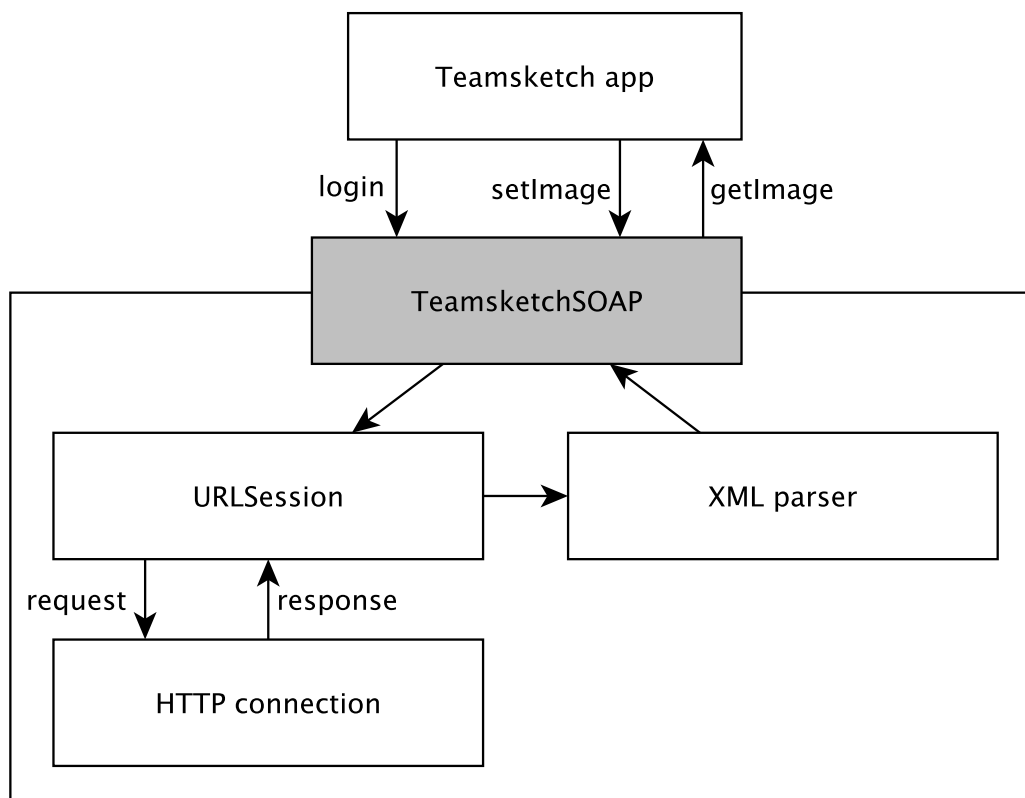 Teamsketch app
login
setImage
getImage
TeamsketchSOAP
URLSession
XML parser
request
response
HTTP connection